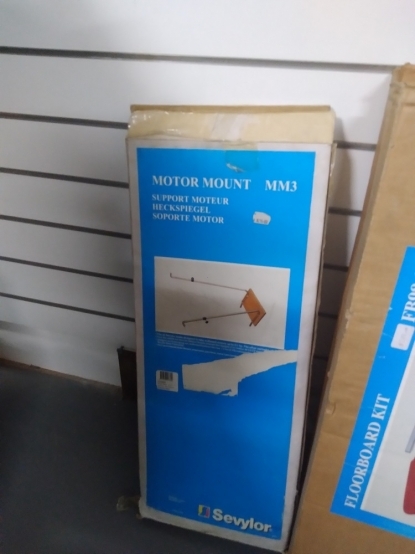 MOTOR MOUNT MM3
SUPPORT MOTEUR
HECKSPIEGEL
SOPORTE MOTOR
Sevylor
FLOORBOARD KIT